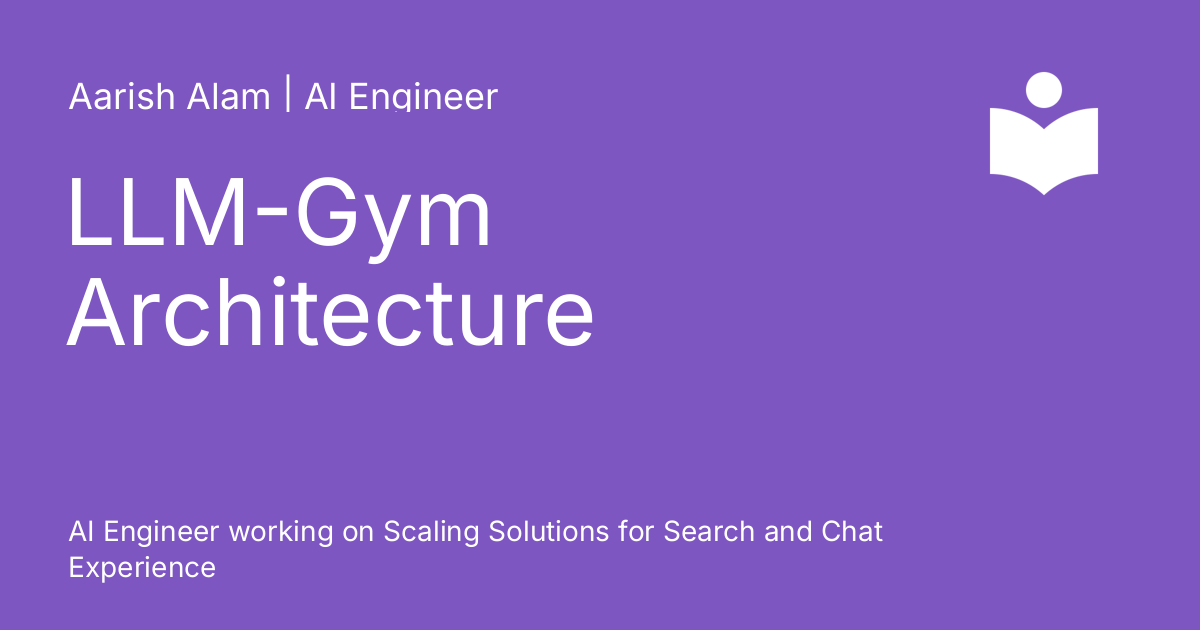 Aarish Alam | AI Engineer
LLM-Gym
Architecture
AI Engineer working on Scaling Solutions for Search and Chat
Experience